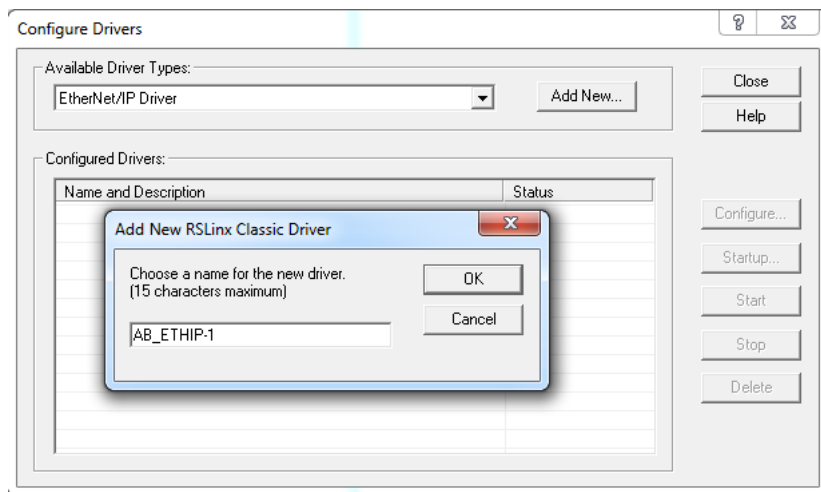 Configure Drivers
Available Driver Types:
EtherNet/IP Driver
Add New...
Close
Help
Configured Drivers:
Name and Description Status
Configure...
Startup...
Start
Stop
Delete
Add New RSLinx Classic Driver
Choose a name for the new driver.
(15 characters maximum)
OK
Cancel
AB_ETHIP-1